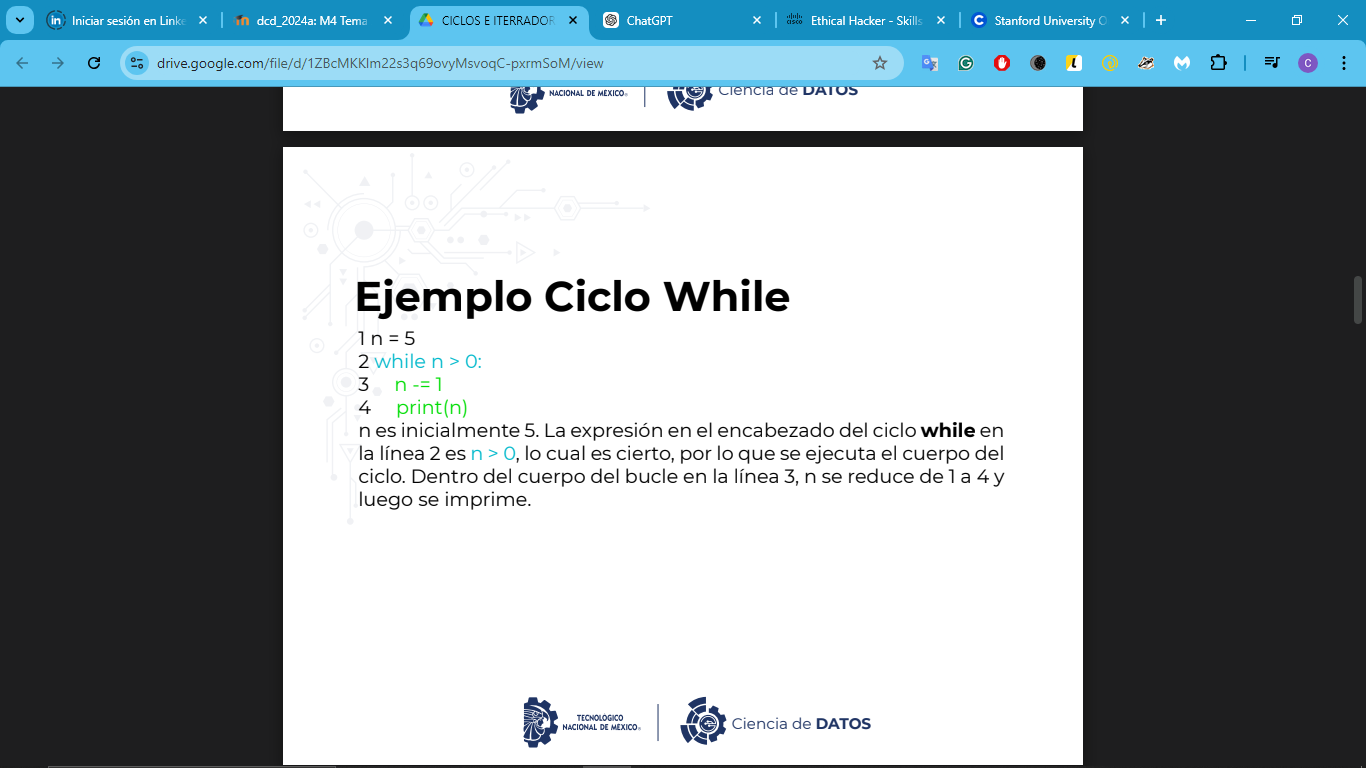 Iniciar sesión en Linke
dcd_2024a: M4 Tema
CICLOS E ITERRADOR
ChatGPT
cisco
Ethical Hacker - Skills
Stanford University O
drive.google.com/file/d/1ZBcMKKlm22s3q69ovyMsvoqC-pxrmSoM/view
C
NACIONAL DE MÉXICO®
Ciencia de DATOS
Ejemplo Ciclo While
1 n = 5
2 while n > 0:
3 n -= 1
4 print(n)
n es inicialmente 5. La expresión en el encabezado del ciclo while en
la línea 2 es n > 0, lo cual es cierto, por lo que se ejecuta el cuerpo del
ciclo. Dentro del cuerpo del bucle en la línea 3, n se reduce de 1 a 4 y
luego se imprime.
TECNOLÓGICO
NACIONAL DE MÉXICO®
Ciencia de DATOS